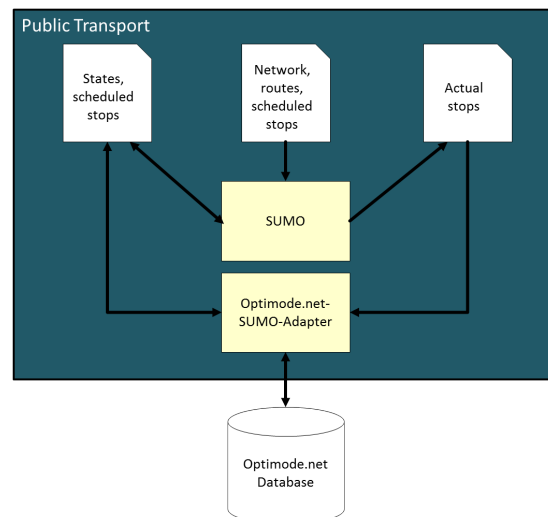 Public Transport
States,
scheduled
stops
Network,
routes,
scheduled
stops
Actual
stops
SUMO
Optimode.net-
SUMO-Adapter
Optimode.net
Database